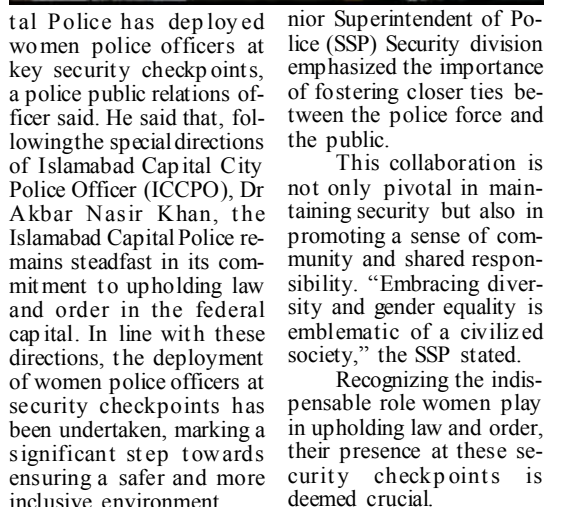 tal Police has deployed
women police officers at
key security checkpoints,
a police public relations of-
ficer said. He said that, fol-
lowing the special directions
of Islamabad Capital City
Police Officer (ICCPO), Dr
Akbar Nasir Khan, the
Islamabad Capital Police re-
mains steadfast in its com-
mitment to upholding law
and order in the federal
capital. In line with these
directions, the deployment
of women police officers at
security checkpoints has
been undertaken, marking a
significant step towards
ensuring a safer and more
inclusive environment
nior Superintendent of Po-
lice (SSP) Security division
emphasized the importance
of fostering closer ties be-
tween the police force and
the public.
This collaboration is
not only pivotal in main-
taining security but also in
promoting a sense of com-
munity and shared respon-
sibility. “Embracing diver-
sity and gender equality is
emblematic of a civilized
society,” the SSP stated.
Recognizing the indis-
pensable role women play
in upholding law and order,
their presence at these se-
curity checkpoints is
deemed crucial.